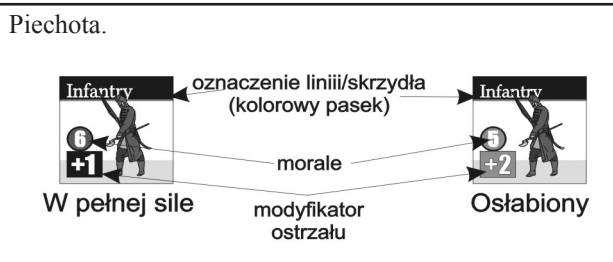 Piechota.
Infantry
oznaczenie liniii/skrzydła
(kolorowy pasek)
Infantry
6
+1
morale
5
+2
W pełnej sile
modyfikator
ostrzału
Osłabiony